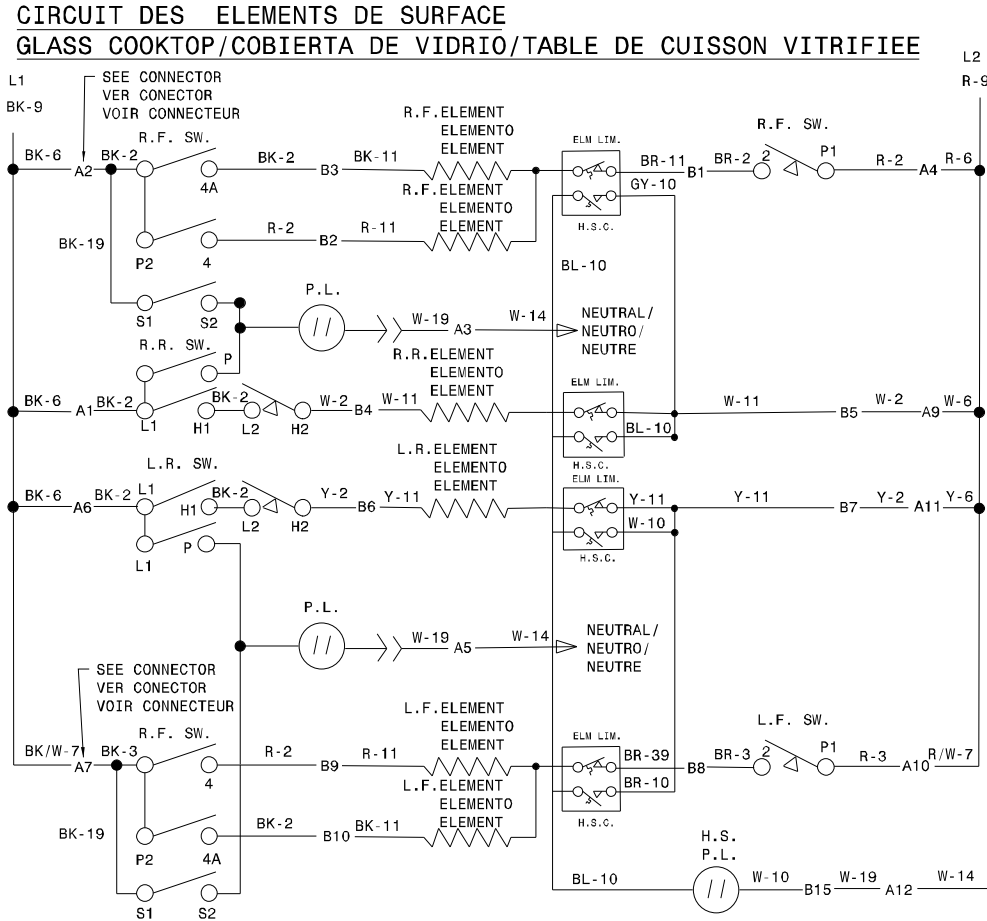 CIRCUIT DES ELEMENTS DE SURFACE
GLASS COOKTOP/COBIERTA DE VIDRIO/TABLE DE CUISSON VITRIFIEE
L1
BK-9
L2
R-9
SEE CONNECTOR
VER CONECTOR
VOIR CONNECTEUR
R.F. SW.
R.F.ELEMENT
ELEMENTO
ELEMENT
ELM LIM.
R.F. SW.
BK-6
A2
BK-2
4A
BK-2
B3
BK-11
BR-11
B1
BR-2
2
P1
R-2
A4
R-6
R.F.ELEMENT
ELEMENTO
ELEMENT
GY-10
H.S.C.
BK-19
P2
4
R-2
B2
R-11
BL-10
S1
S2
P.L.
W-19
A3
W-14
NEUTRAL/
NEUTRO/
NEUTRE
R.R. SW.
P
R.R.ELEMENT
ELEMENTO
ELEMENT
ELM LIM.
BK-6
A1
BK-2
L1
H1
BK-2
L2
H2
W-2
B4
W-11
W-11
B5
W-2
A9
W-6
BL-10
H.S.C.
L.R. SW.
L.R.ELEMENT
ELEMENTO
ELEMENT
ELM LIM.
BK-6
A6
BK-2
L1
H1
BK-2
L2
H2
Y-2
B6
Y-11
Y-11
Y-11
B7
Y-2
A11
Y-6
W-10
H.S.C.
L1
P
P.L.
W-19
A5
W-14
NEUTRAL/
NEUTRO/
NEUTRE
SEE CONNECTOR
VER CONECTOR
VOIR CONNECTEUR
R.F. SW.
L.F.ELEMENT
ELEMENTO
ELEMENT
ELM LIM.
L.F. SW.
BK/W-7
A7
BK-3
4
R-2
B9
R-11
BR-39
B8
BR-3
2
P1
R-3
A10
R/W-7
L.F.ELEMENT
ELEMENTO
ELEMENT
BR-10
H.S.C.
BK-19
P2
4A
BK-2
B10
BK-11
S1
S2
H.S.
P.L.
BL-10
W-10
B15
W-19
A12
W-14